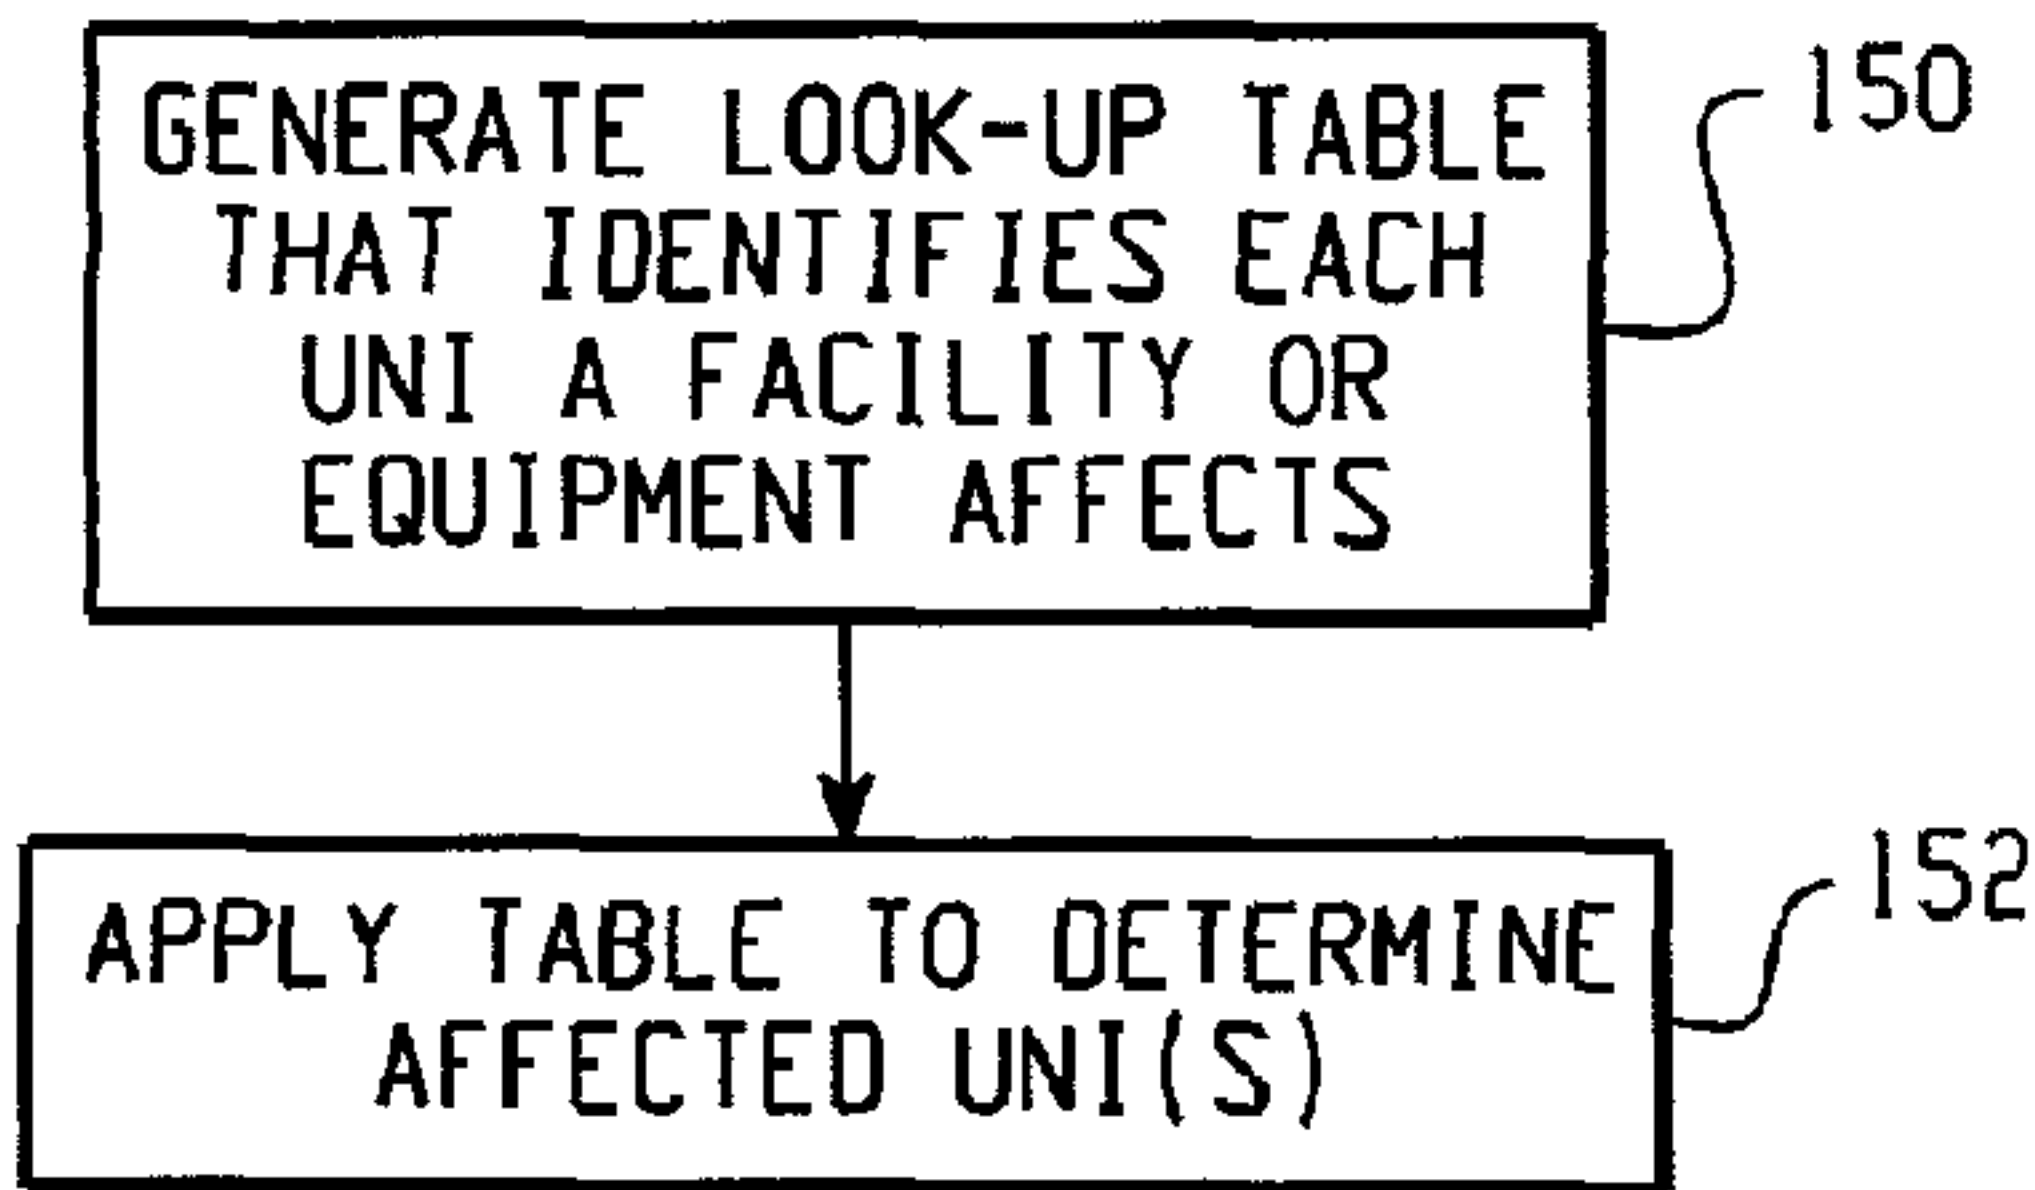 GENERATE LOOK-UP TABLE
THAT IDENTIFIES EACH
UNI A FACILITY OR
EQUIPMENT AFFECTS
150
APPLY TABLE TO DETERMINE
AFFECTED UNI(S)
152